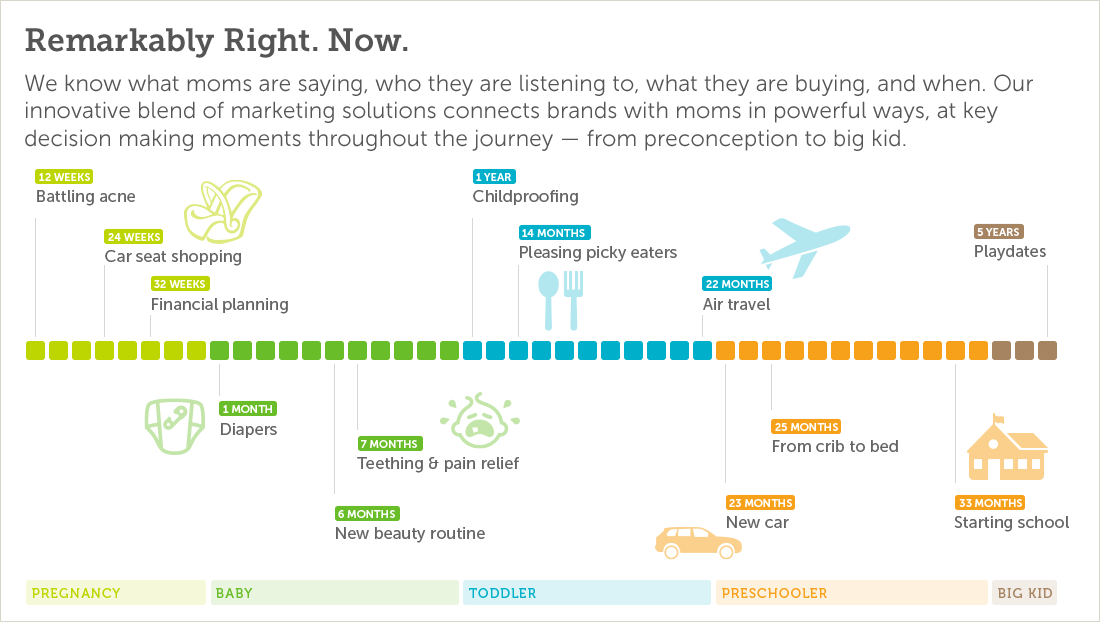 Remarkably Right. Now.
We know what moms are saying, who they are listening to, what they are buying, and when. Our
innovative blend of marketing solutions connects brands with moms in powerful ways, at key
decision making moments throughout the journey — from preconception to big kid.
12 WEEKS
Battling acne
24 WEEKS
Car seat shopping
32 WEEKS
Financial planning
1 YEAR
Childproofing
14 MONTHS
Pleasing picky eaters
22 MONTHS
Air travel
5 YEARS
Playdates
1 MONTH
Diapers
7 MONTHS
Teething & pain relief
6 MONTHS
New beauty routine
25 MONTHS
From crib to bed
23 MONTHS
New car
33 MONTHS
Starting school
PREGNANCY
BABY
TODDLER
PRESCHOOLER
BIG KID